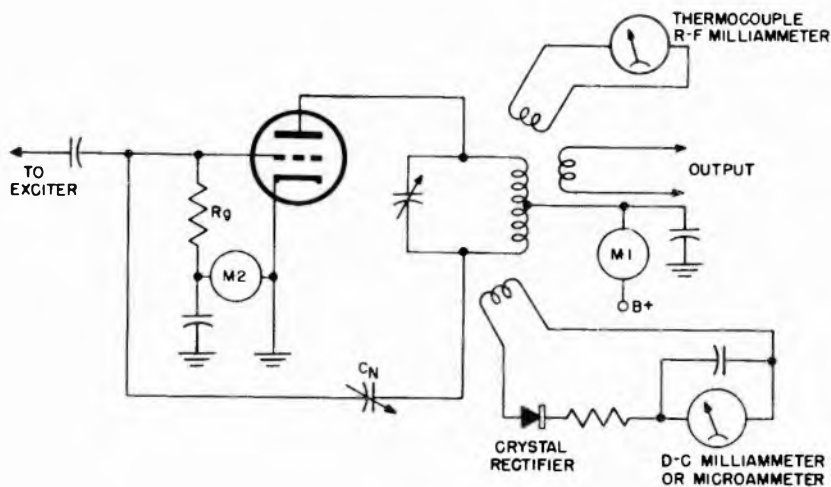 THERMOCOUPLE
R-F MILLIAMMETER
TO
EXCITER
Rg
M2
OUTPUT
M1
B+
CN
CRYSTAL
RECTIFIER
D-C MILLIAMMETER
OR MICROAMMETER